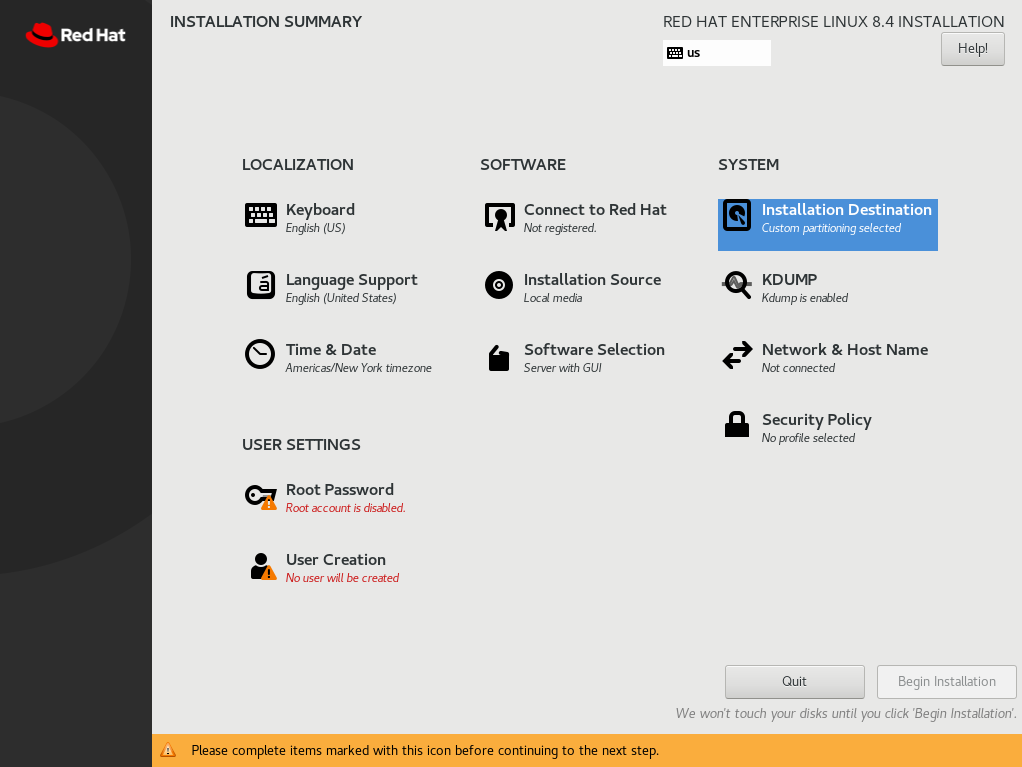 Red Hat
INSTALLATION SUMMARY
RED HAT ENTERPRISE LINUX 8.4 INSTALLATION
us
Help!
LOCALIZATION
Keyboard
English (US)
Language Support
English (United States)
Time & Date
Americas/New York timezone
SOFTWARE
Connect to Red Hat
Not registered.
Installation Source
Local media
Software Selection
Server with GUI
SYSTEM
Installation Destination
Custom partitioning selected
KDUMP
Kdump is enabled
Network & Host Name
Not connected
Security Policy
No profile selected
USER SETTINGS
Root Password
Root account is disabled.
User Creation
No user will be created
Quit
Begin Installation
We won't touch your disks until you click 'Begin Installation'.
Please complete items marked with this icon before continuing to the next step.